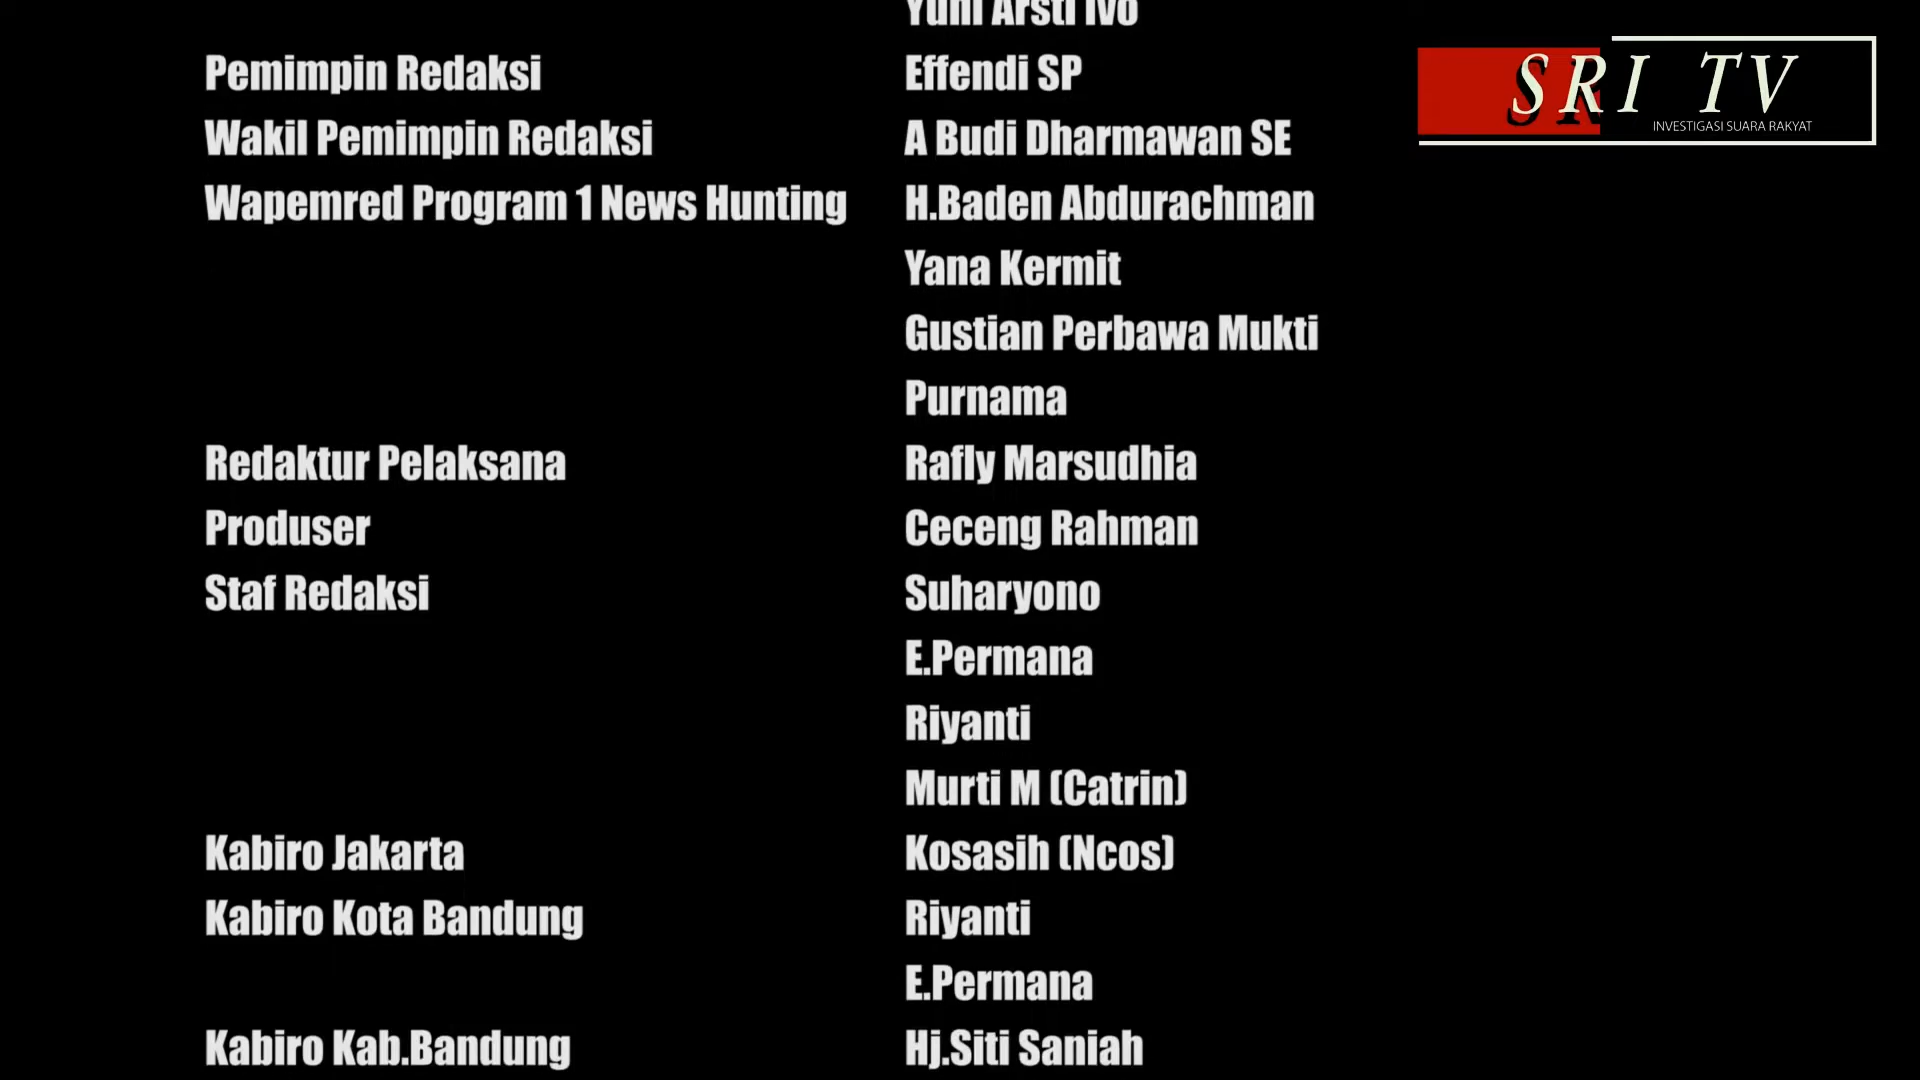 Yuni Arsti Ivo
Pemimpin Redaksi Effendi SP
Wakil Pemimpin Redaksi A Budi Dharmawan SE
Wapemred Program 1 News Hunting H.Baden Abdurachman
Yana Kermit
Gustian Perbawa Mukti
Purnama
Redaktur Pelaksana Rafly Marsudhia
Produser Ceceng Rahman
Staf Redaksi Suharyono
E.Permana
Riyanti
Murti M (Catrin)
Kabiro Jakarta Kosasih (Ncos)
Kabiro Kota Bandung Riyanti
E.Permana
Kabiro Kab.Bandung Hj.Siti Saniah
SRI TV
INVESTIGASI SUARA RAKYAT